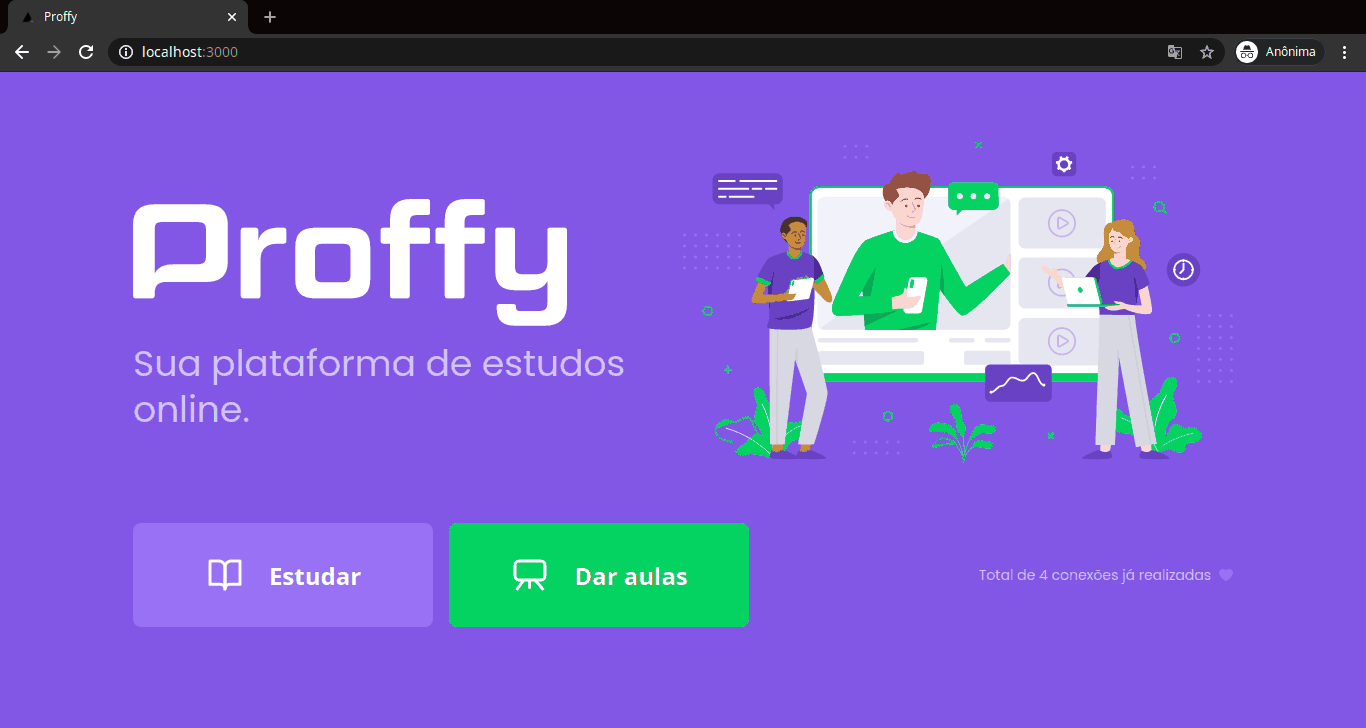 Proffy
localhost:3000
Anônima
Proffy
Sua plataforma de estudos
online.
Estudar
Dar aulas
Total de 4 conexões já realizadas